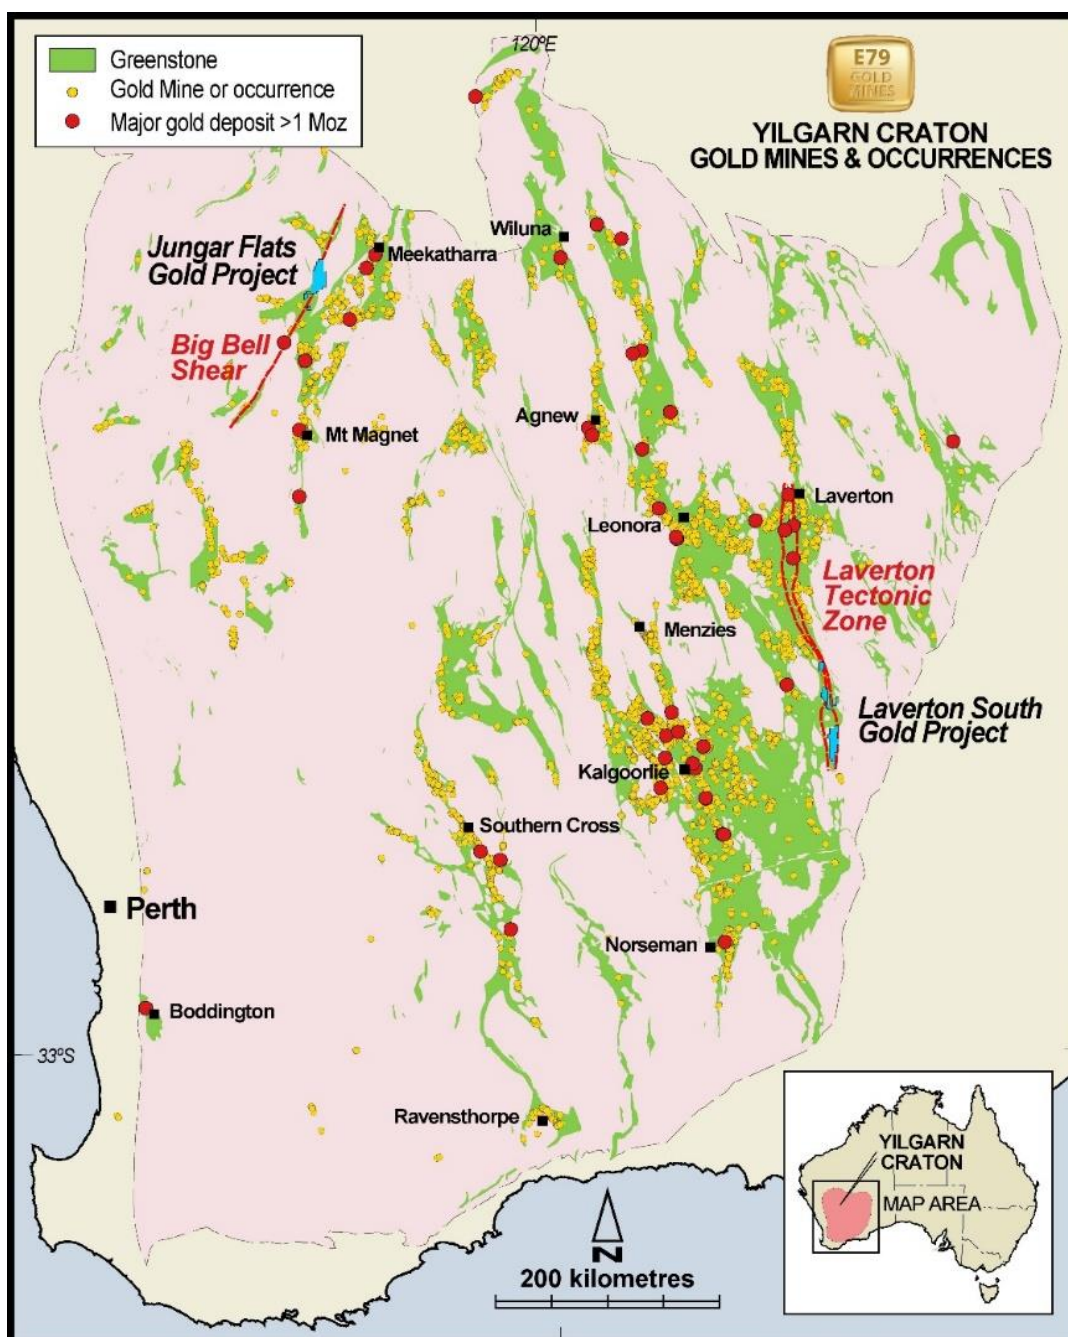 Greenstone
Gold Mine or occurrence
Major gold deposit >1 Moz
120ºE
E79
GOLD
MINES
YILGARN CRATON
GOLD MINES & OCCURRENCES
Wiluna
Jungar Flats
Gold Project
Meekatharra
Big Bell
Shear
Agnew
Mt Magnet
Laverton
Leonora
Laverton
Tectonic
Zone
Menzies
Laverton South
Gold Project
Kalgoorlie
Southern Cross
Perth
Norseman
Boddington
33ºS
Ravensthorpe
YILGARN
CRATON
MAP AREA
N
200 kilometres